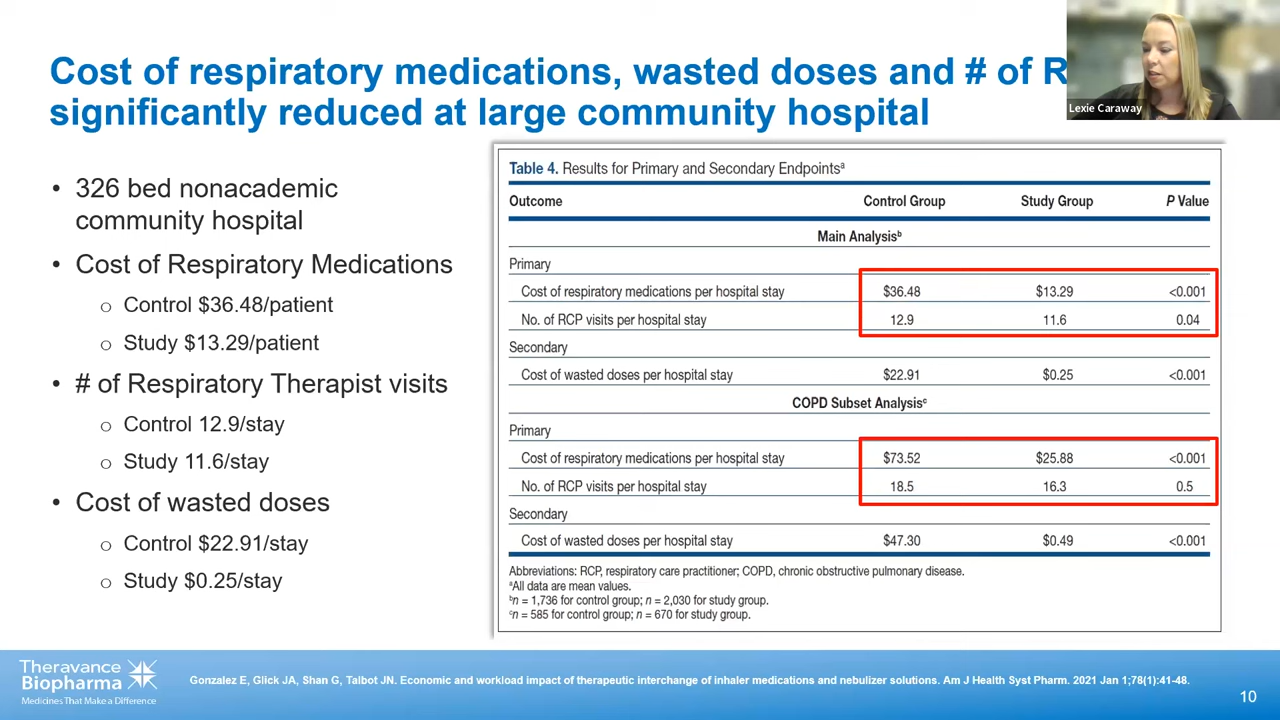 Cost of respiratory medications, wasted doses and # of R
significantly reduced at large community hospital
Lexie Caraway
• 326 bed nonacademic
community hospital
• Cost of Respiratory Medications
o Control $36.48/patient
o Study $13.29/patient
• # of Respiratory Therapist visits
o Control 12.9/stay
o Study 11.6/stay
• Cost of wasted doses
o Control $22.91/stay
o Study $0.25/stay
Table 4. Results for Primary and Secondary Endpointsᵃ
Outcome Control Group Study Group P Value
Main Analysisᵇ
Primary
Cost of respiratory medications per hospital stay $36.48 $13.29 <0.001
No. of RCP visits per hospital stay 12.9 11.6 0.04
Secondary
Cost of wasted doses per hospital stay $22.91 $0.25 <0.001
COPD Subset Analysisᶜ
Primary
Cost of respiratory medications per hospital stay $73.52 $25.88 <0.001
No. of RCP visits per hospital stay 18.5 16.3 0.5
Secondary
Cost of wasted doses per hospital stay $47.30 $0.49 <0.001
Abbreviations: RCP, respiratory care practitioner; COPD, chronic obstructive pulmonary disease.
ᵃAll data are mean values.
ᵇn = 1,736 for control group; n = 2,030 for study group.
ᶜn = 585 for control group; n = 670 for study group.
Theravance
Biopharma
Medicines That Make a Difference
Gonzalez E, Glick JA, Shan G, Talbot JN. Economic and workload impact of therapeutic interchange of inhaler medications and nebulizer solutions. Am J Health Syst Pharm. 2021 Jan 1;78(1):41-48.
10